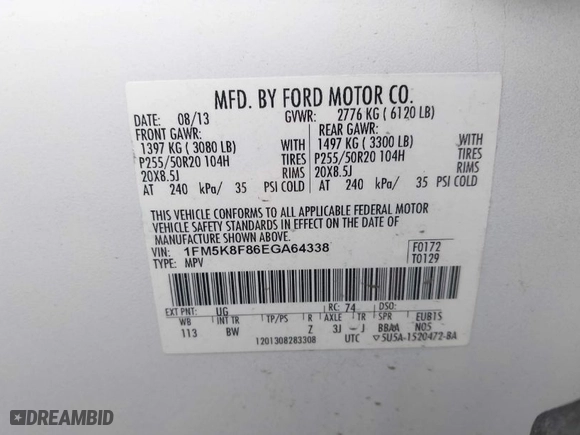 MFD. BY FORD MOTOR CO.
DATE: 08/13 GVWR: 2776 KG ( 6120 LB)
FRONT GAWR: REAR GAWR:
1397 KG ( 3080 LB) WITH 1497 KG ( 3300 LB) WITH
P255/50R20 104H TIRES P255/50R20 104H TIRES
20X8.5J RIMS 20X8.5J RIMS
AT 240 kPa/ 35 PSI COLD AT 240 kPa/ 35 PSI COLD
THIS VEHICLE CONFORMS TO ALL APPLICABLE FEDERAL MOTOR
VEHICLE SAFETY STANDARDS IN EFFECT ON THE DATE OF
MANUFACTURE SHOWN ABOVE.
VIN: 1FM5K8F86EGA64338 F0172
TYPE: MPV T0129
EXT PNT: UG RC: 74 DSO:
WB INT TR TP/PS R AXLE TR SPR EUB1S
113 BW Z 3J J BBAA N05
1201308283308 UTC 5U5A-1520472-BA
DREAMBID